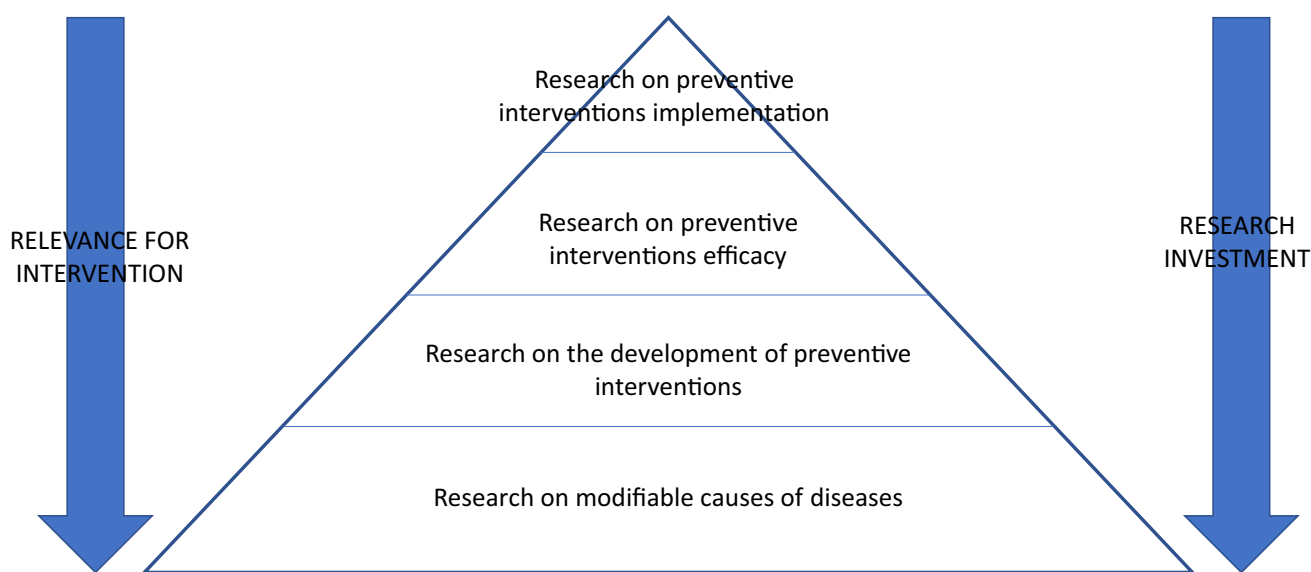 Research on preventive
interventions implementation
Research on preventive
interventions efficacy
RELEVANCE FOR
INTERVENTION
RESEARCH
INVESTMENT
Research on the development of preventive
interventions
Research on modifiable causes of diseases